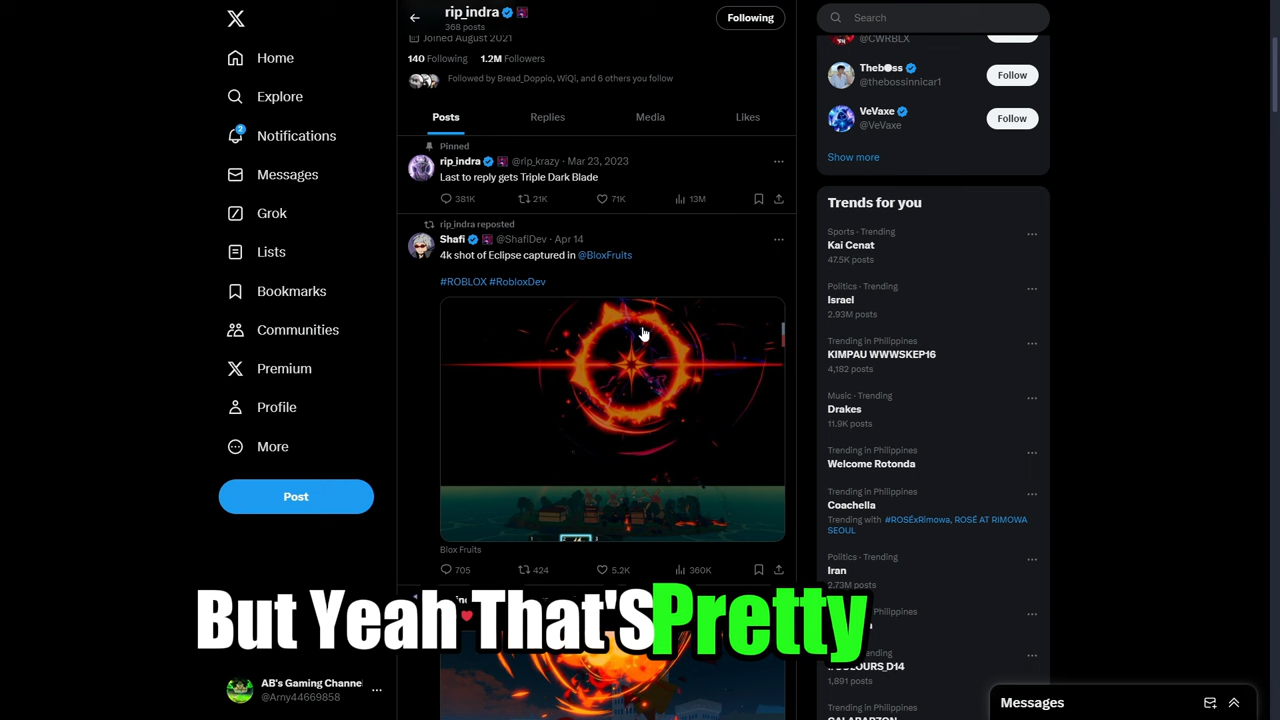 Home
Explore
2
Notifications
Messages
Grok
Lists
Bookmarks
Communities
Premium
Profile
More
Post
AB's Gaming Channel
@Arny44669858
rip_indra
368 posts
Following
Joined August 2021
140 Following 1.2M Followers
Followed by Bread_Doppio, WIQi, and 6 others you follow
Posts Replies Media Likes
Pinned
rip_indra @rip_krazy · Mar 23, 2023
Last to reply gets Triple Dark Blade
381K 21K 71K 13M
rip_indra reposted
Shafi @ShafiDev · Apr 14
4k shot of Eclipse captured in @BloxFruits
#ROBLOX #RobloxDev
Blox Fruits
705 424 5.2K 360K
But Yeah That'S Pretty
Search
@CWRBLX
Theb0ss
@thebossinnicar1
Follow
VeVaxe
@VeVaxe
Follow
Show more
Trends for you
Sports · Trending
Kai Cenat
47.5K posts
Politics · Trending
Israel
2.93M posts
Trending in Philippines
KIMPAU WWWSKEP16
4,182 posts
Music · Trending
Drakes
11.9K posts
Trending in Philippines
Welcome Rotonda
Trending in Philippines
Coachella
Trending with #ROSÉxRimowa, ROSÉ AT RIMOWA
SEOUL
Politics · Trending
Iran
2.73M posts
1,891 posts
Messages